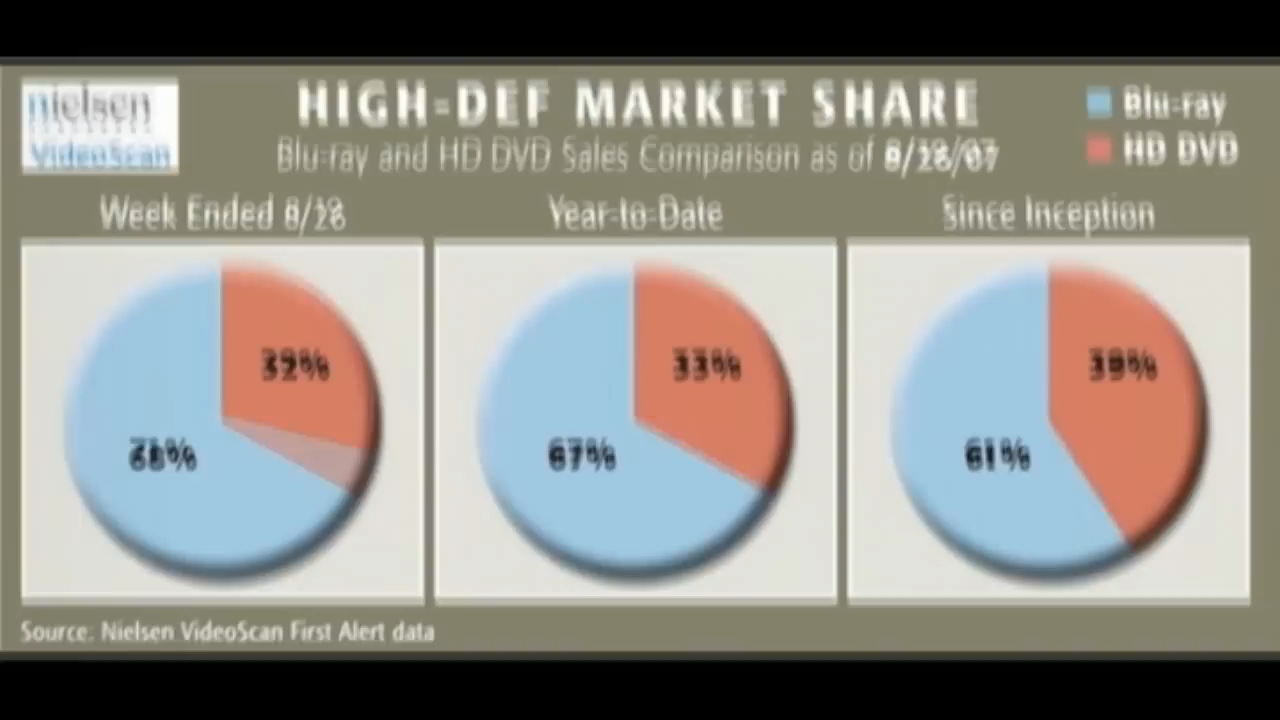 nielsen
VideoScan
HIGH-DEF MARKET SHARE
Blu-ray and HD DVD Sales Comparison as of
Blu-ray
HD DVD
Week Ended
Year-to-Date
Since Inception
33%
39%
67%
61%
Source: Nielsen VideoScan First Alert data